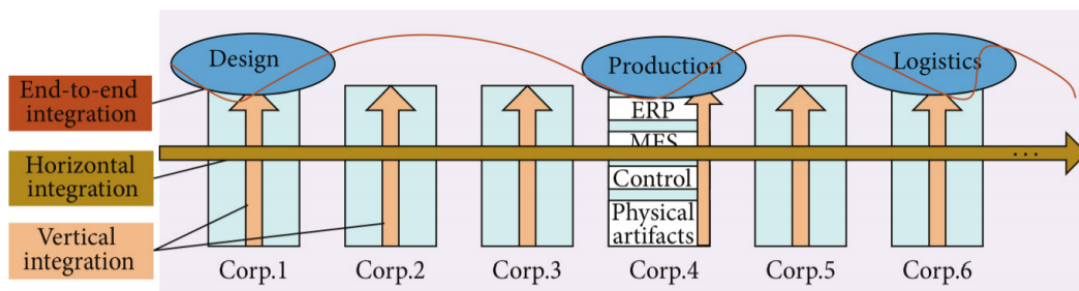 Design
Production
Logistics
End-to-end
integration
ERP
MES
Horizontal
integration
...
Control
Physical
artifacts
Vertical
integration
Corp.1
Corp.2
Corp.3
Corp.4
Corp.5
Corp.6